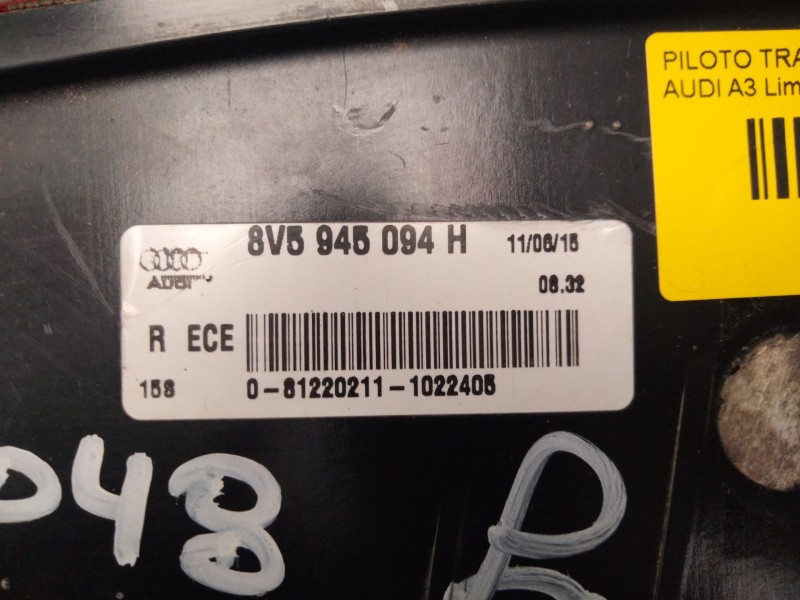 PILOTO TRA
AUDI A3 Lim
8V5 945 094 H 11/06/15
AUDI 08.32
R ECE
15S 0-81220211-1022405
048
R